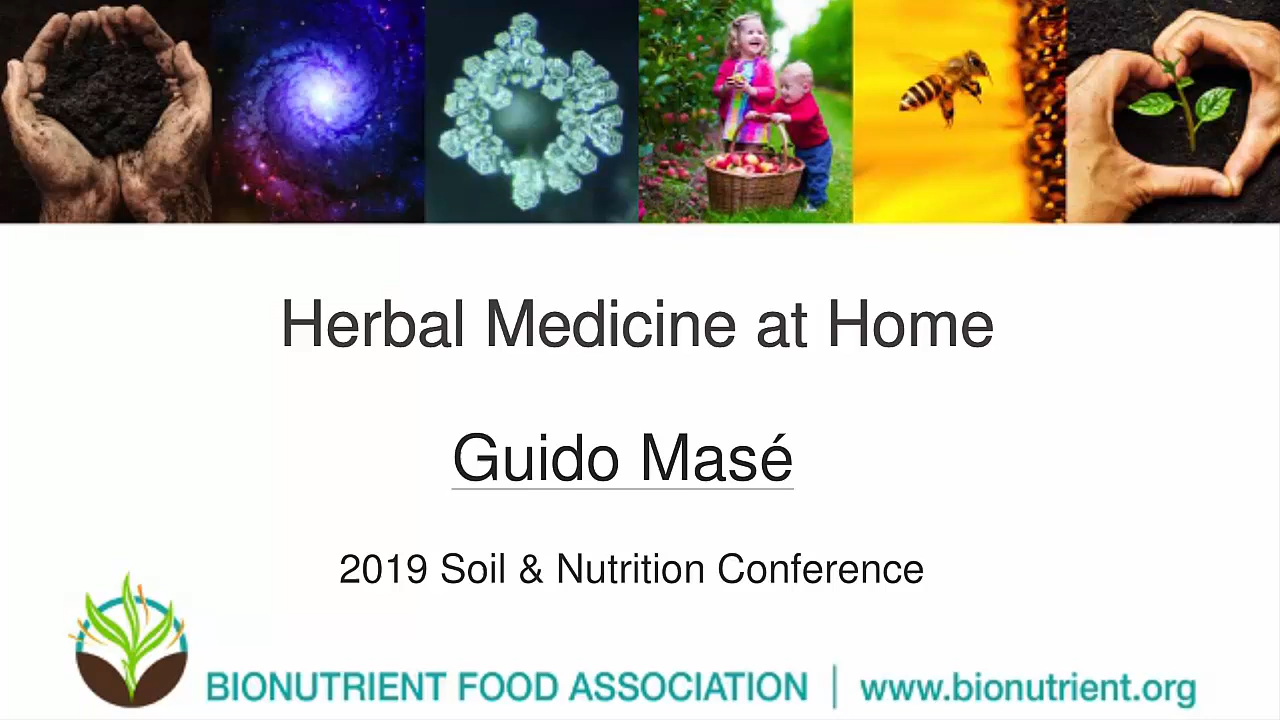 Herbal Medicine at Home
Guido Masé
2019 Soil & Nutrition Conference
BIONUTRIENT FOOD ASSOCIATION | www.bionutrient.org